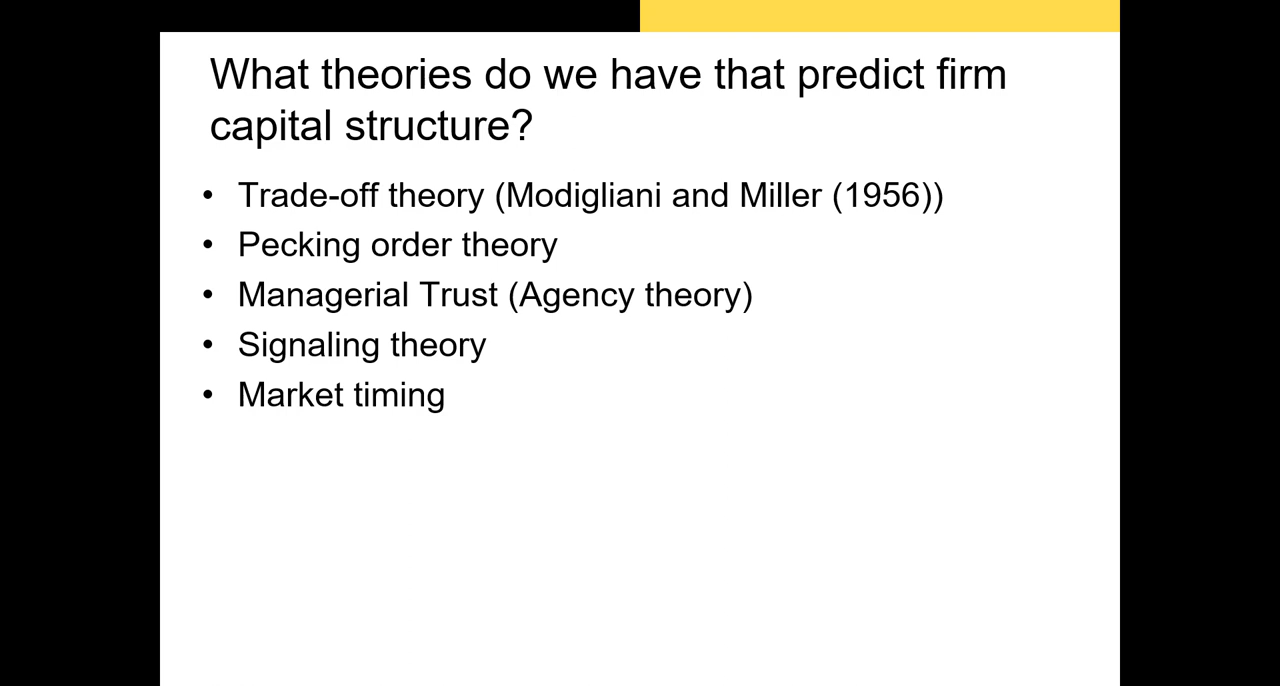 What theories do we have that predict firm
capital structure?
• Trade-off theory (Modigliani and Miller (1956))
• Pecking order theory
• Managerial Trust (Agency theory)
• Signaling theory
• Market timing